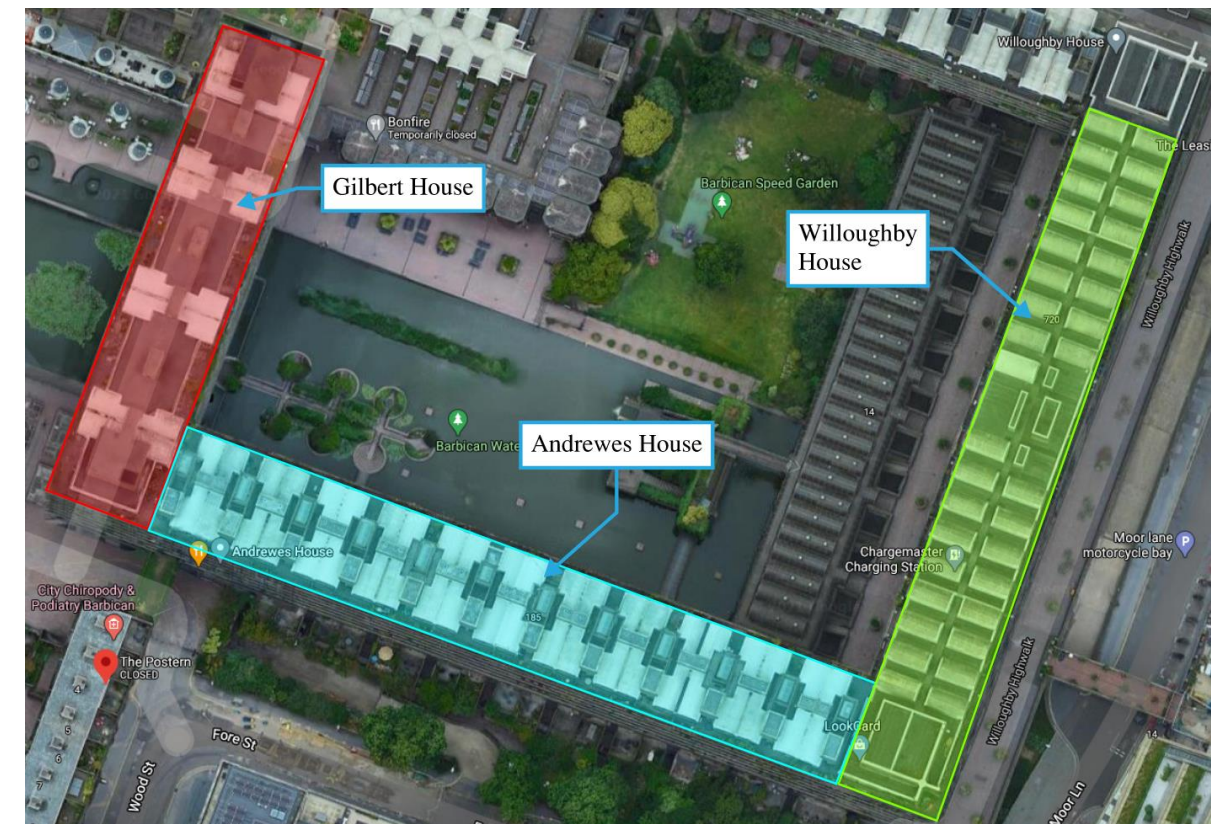 Willoughby House
Bonfire
Temporarily closed
The Leasi
Gilbert House
Barbican Speed Garden
Willoughby
House
Willoughby Highwalk
720
14
Andrewes House
Barbican Wate
Moor lane
motorcycle bay
Andrewes House
Chargemaster
Charging Station
City Chiropody &
Podiatry Barbican
185
The Postern
CLOSED
4
5
6
7
Willoughby Highwalk
LookCard
14
Fore St
Wood St
Moor Ln